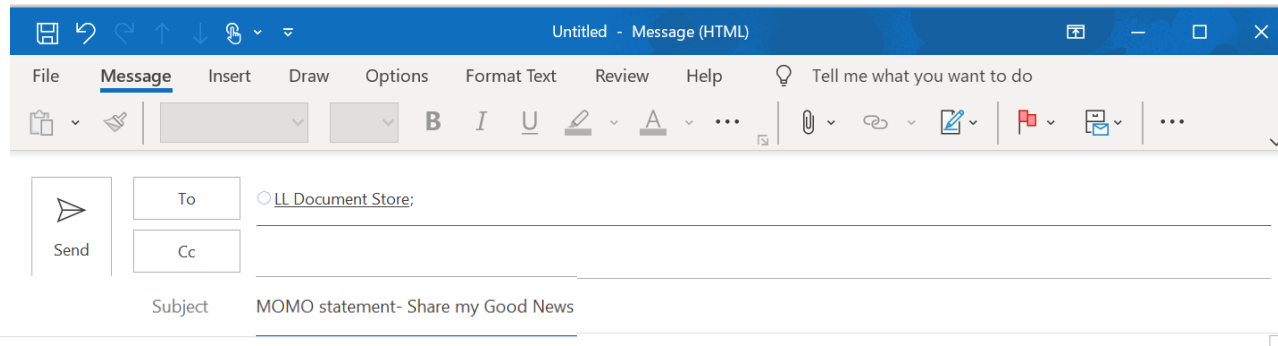 Untitled - Message (HTML)
File Message Insert Draw Options Format Text Review Help Tell me what you want to do
B I U A
To LL Document Store;
Send Cc
Subject MOMO statement- Share my Good News